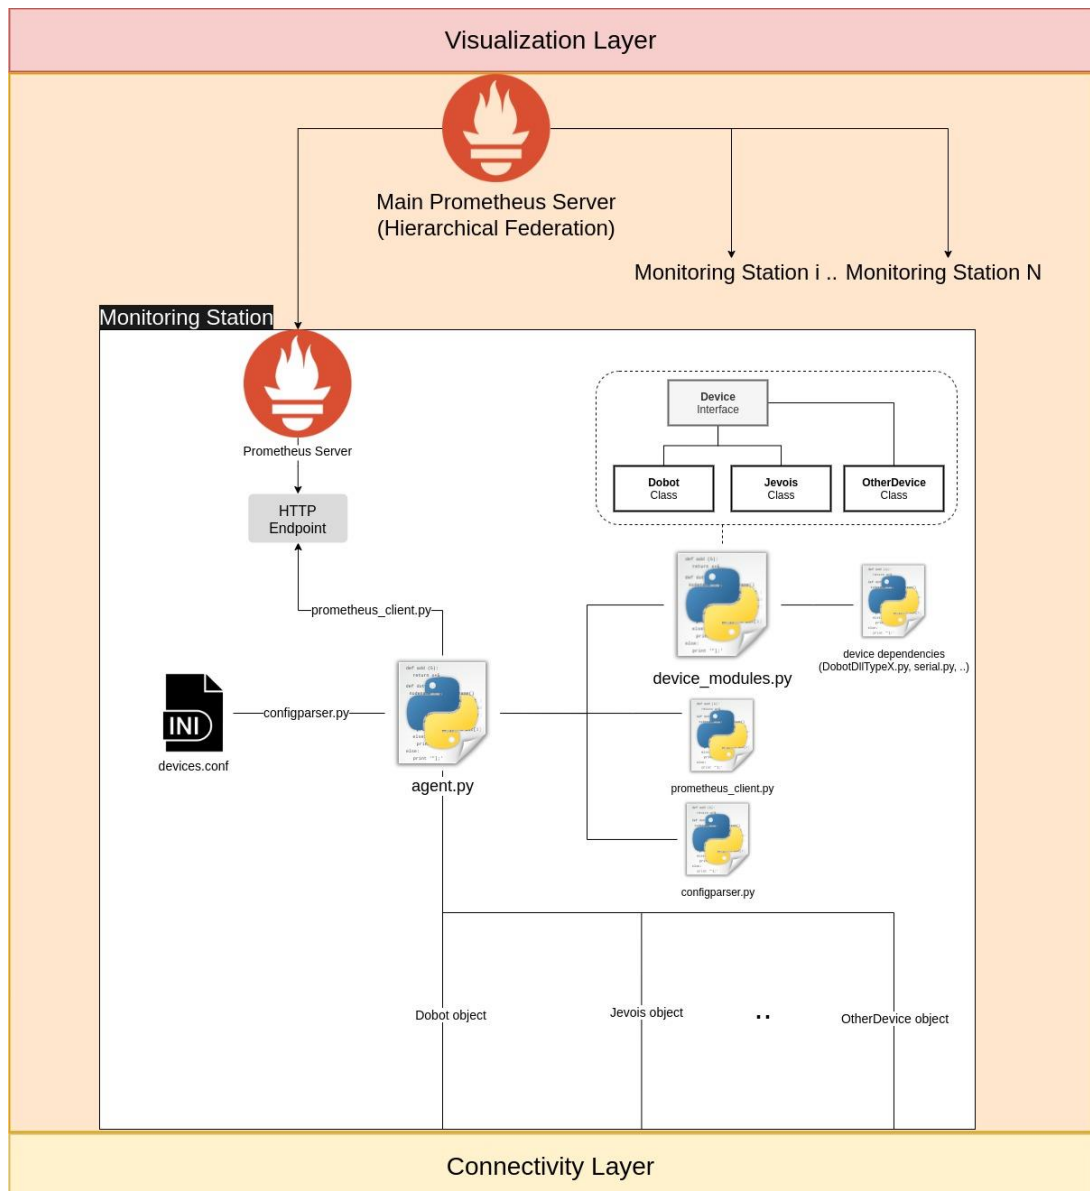 Visualization Layer
Main Prometheus Server
(Hierarchical Federation)
Monitoring Station i .. Monitoring Station N
Monitoring Station
Prometheus Server
HTTP
Endpoint
Device
Interface
Dobot
Class
Jevois
Class
OtherDevice
Class
prometheus_client.py
device_modules.py
device dependencies
(DobotDllTypeX.py, serial.py, ..)
INI
devices.conf
configparser.py
agent.py
prometheus_client.py
configparser.py
Dobot object
Jevois object
..
OtherDevice object
Connectivity Layer